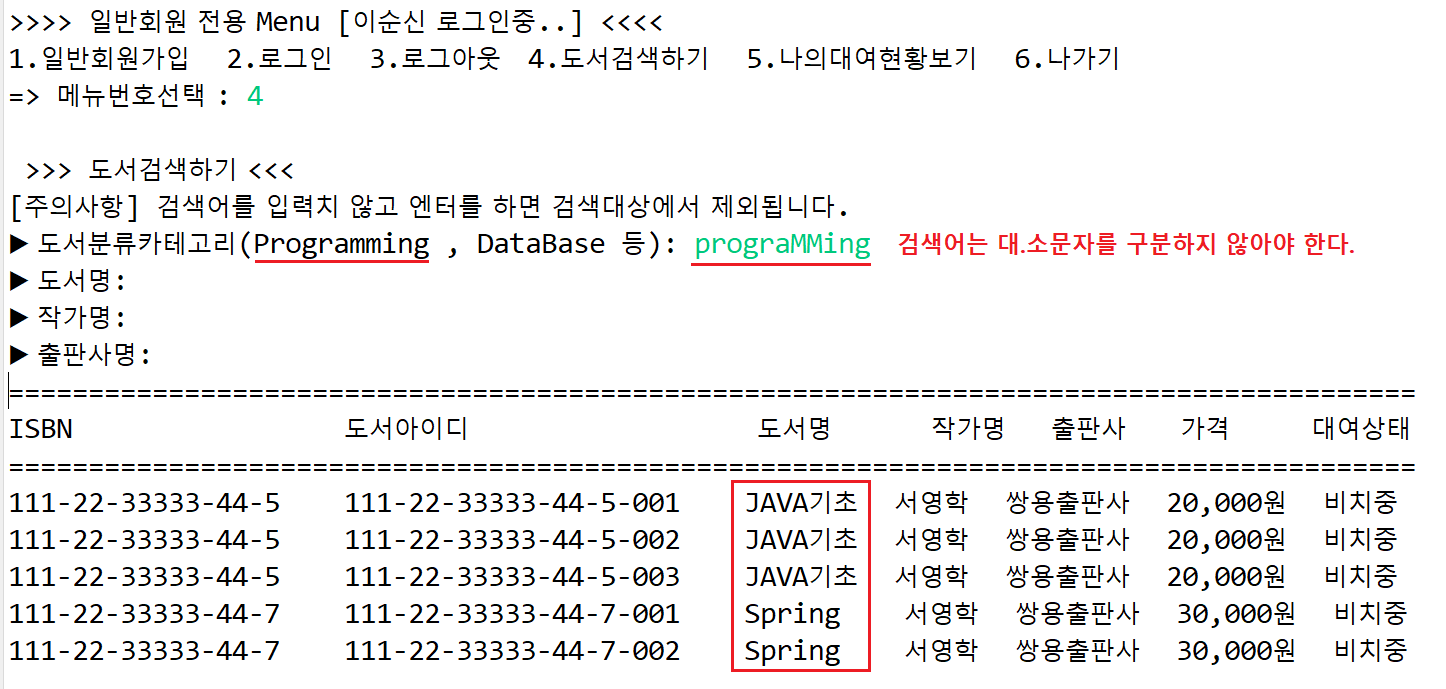 >>>> 일반회원 전용 Menu [이순신 로그인중..] <<<<
1.일반회원가입   2.로그인   3.로그아웃  4.도서검색하기   5.나의대여현황보기   6.나가기
=> 메뉴번호선택 : 4
>>> 도서검색하기 <<<
[주의사항] 검색어를 입력치 않고 엔터를 하면 검색대상에서 제외됩니다.
▶ 도서분류카테고리(Programming , DataBase 등): prograMMing   검색어는 대.소문자를 구분하지 않아야 한다.
▶ 도서명:
▶ 작가명:
▶ 출판사명:
========================================================================================
ISBN   도서아이디   도서명   작가명   출판사   가격   대여상태
========================================================================================
111-22-33333-44-5   111-22-33333-44-5-001   JAVA기초   서영학   쌍용출판사   20,000원   비치중
111-22-33333-44-5   111-22-33333-44-5-002   JAVA기초   서영학   쌍용출판사   20,000원   비치중
111-22-33333-44-5   111-22-33333-44-5-003   JAVA기초   서영학   쌍용출판사   20,000원   비치중
111-22-33333-44-7   111-22-33333-44-7-001   Spring   서영학   쌍용출판사   30,000원   비치중
111-22-33333-44-7   111-22-33333-44-7-002   Spring   서영학   쌍용출판사   30,000원   비치중